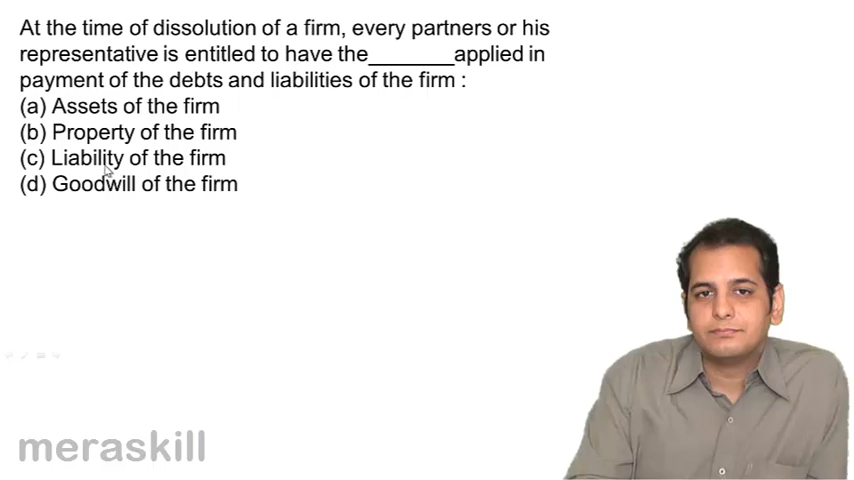 At the time of dissolution of a firm, every partners or his
representative is entitled to have the_______applied in
payment of the debts and liabilities of the firm :
(a) Assets of the firm
(b) Property of the firm
(c) Liability of the firm
(d) Goodwill of the firm
meraskill